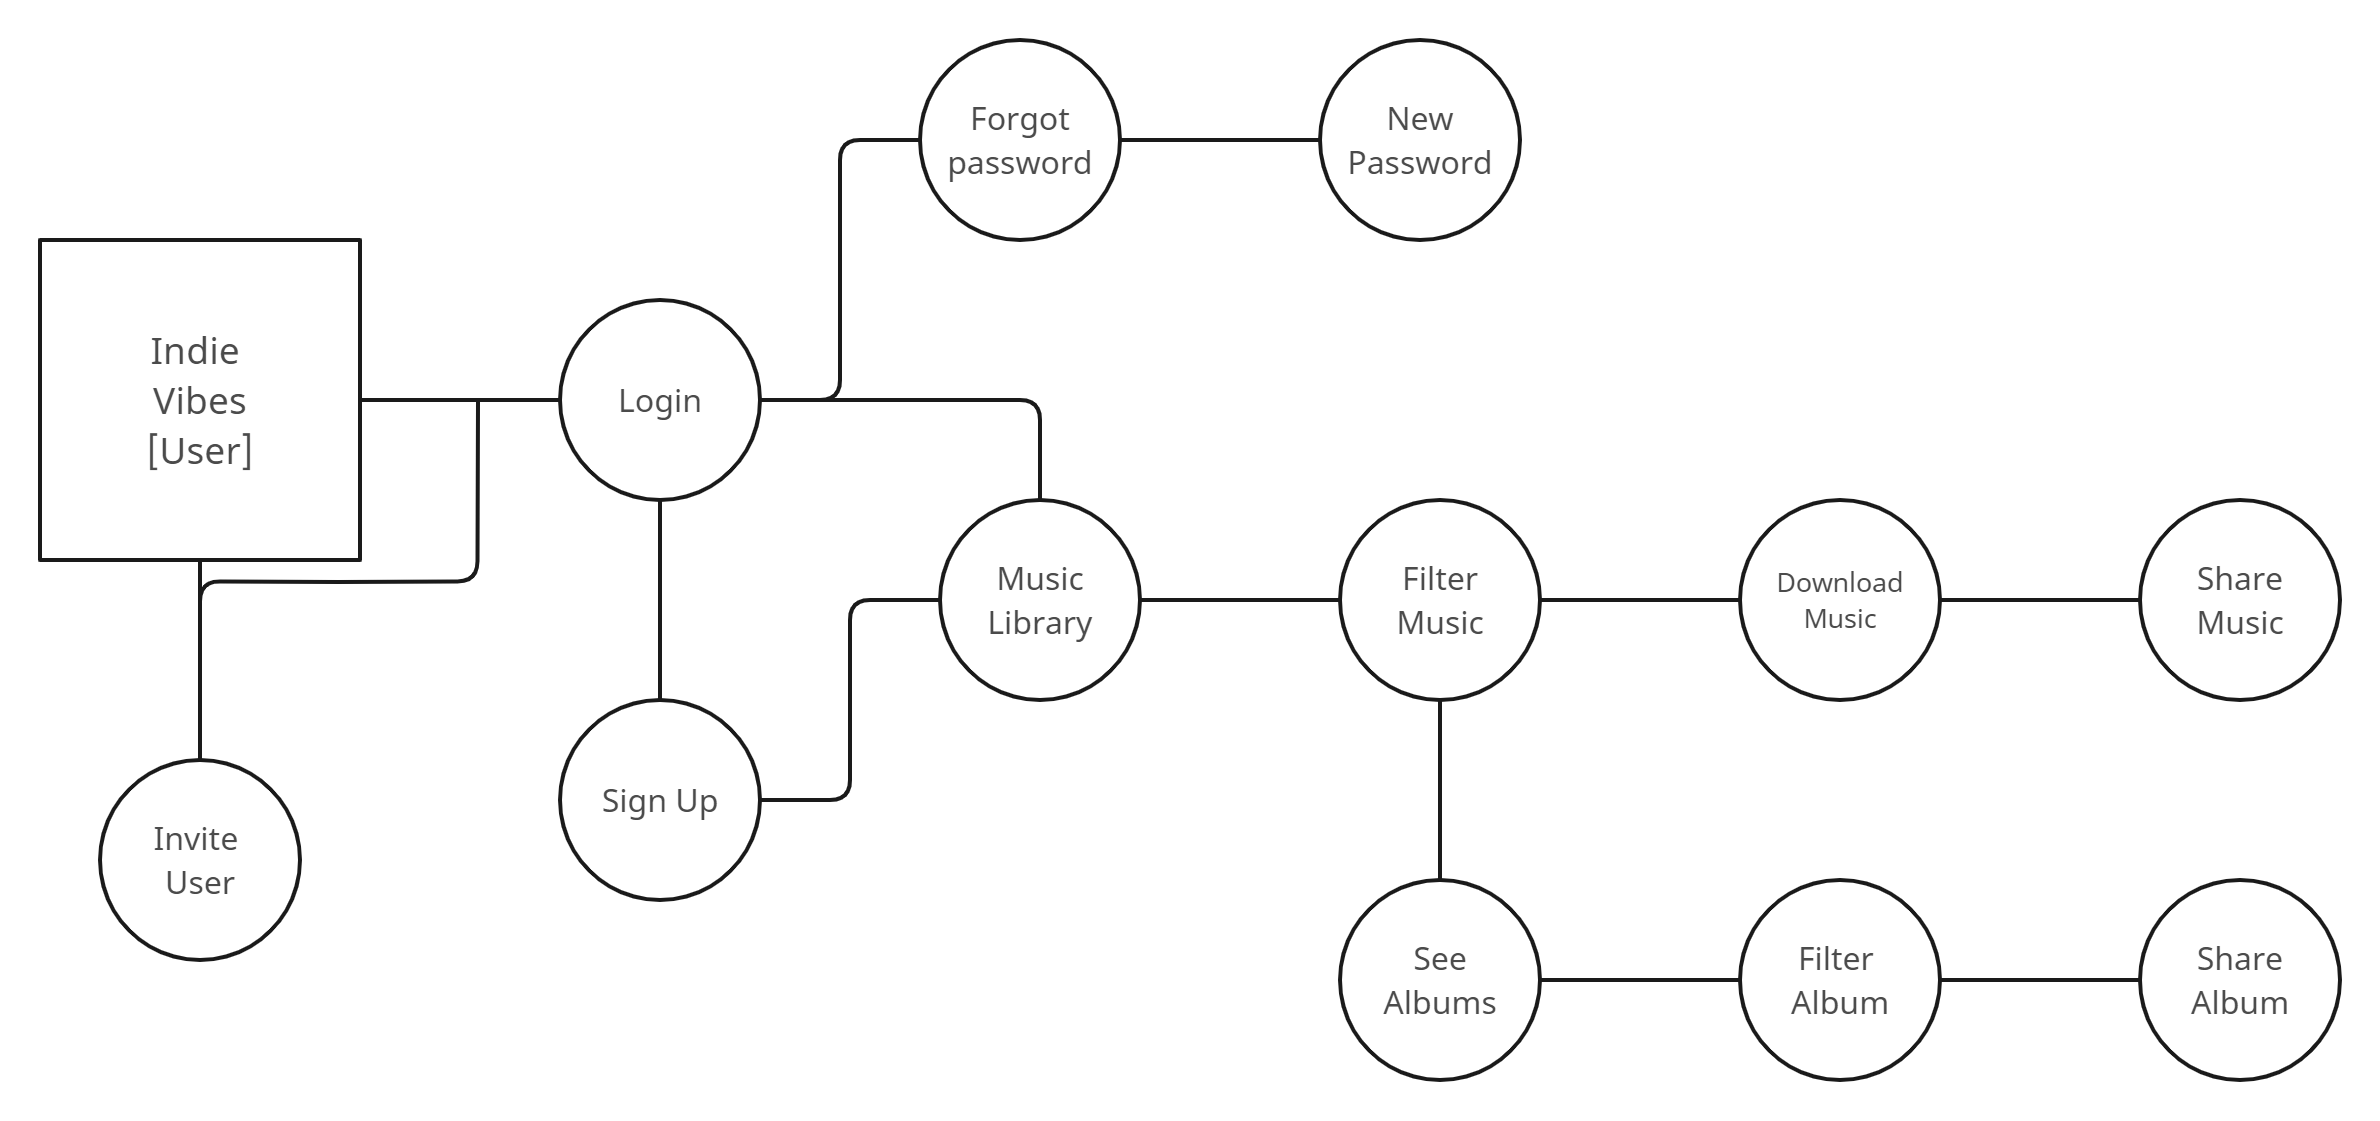 Forgot
password
New
Password
Indie
Vibes
[User]
Login
Music
Library
Filter
Music
Download
Music
Share
Music
Sign Up
Invite
User
See
Albums
Filter
Album
Share
Album